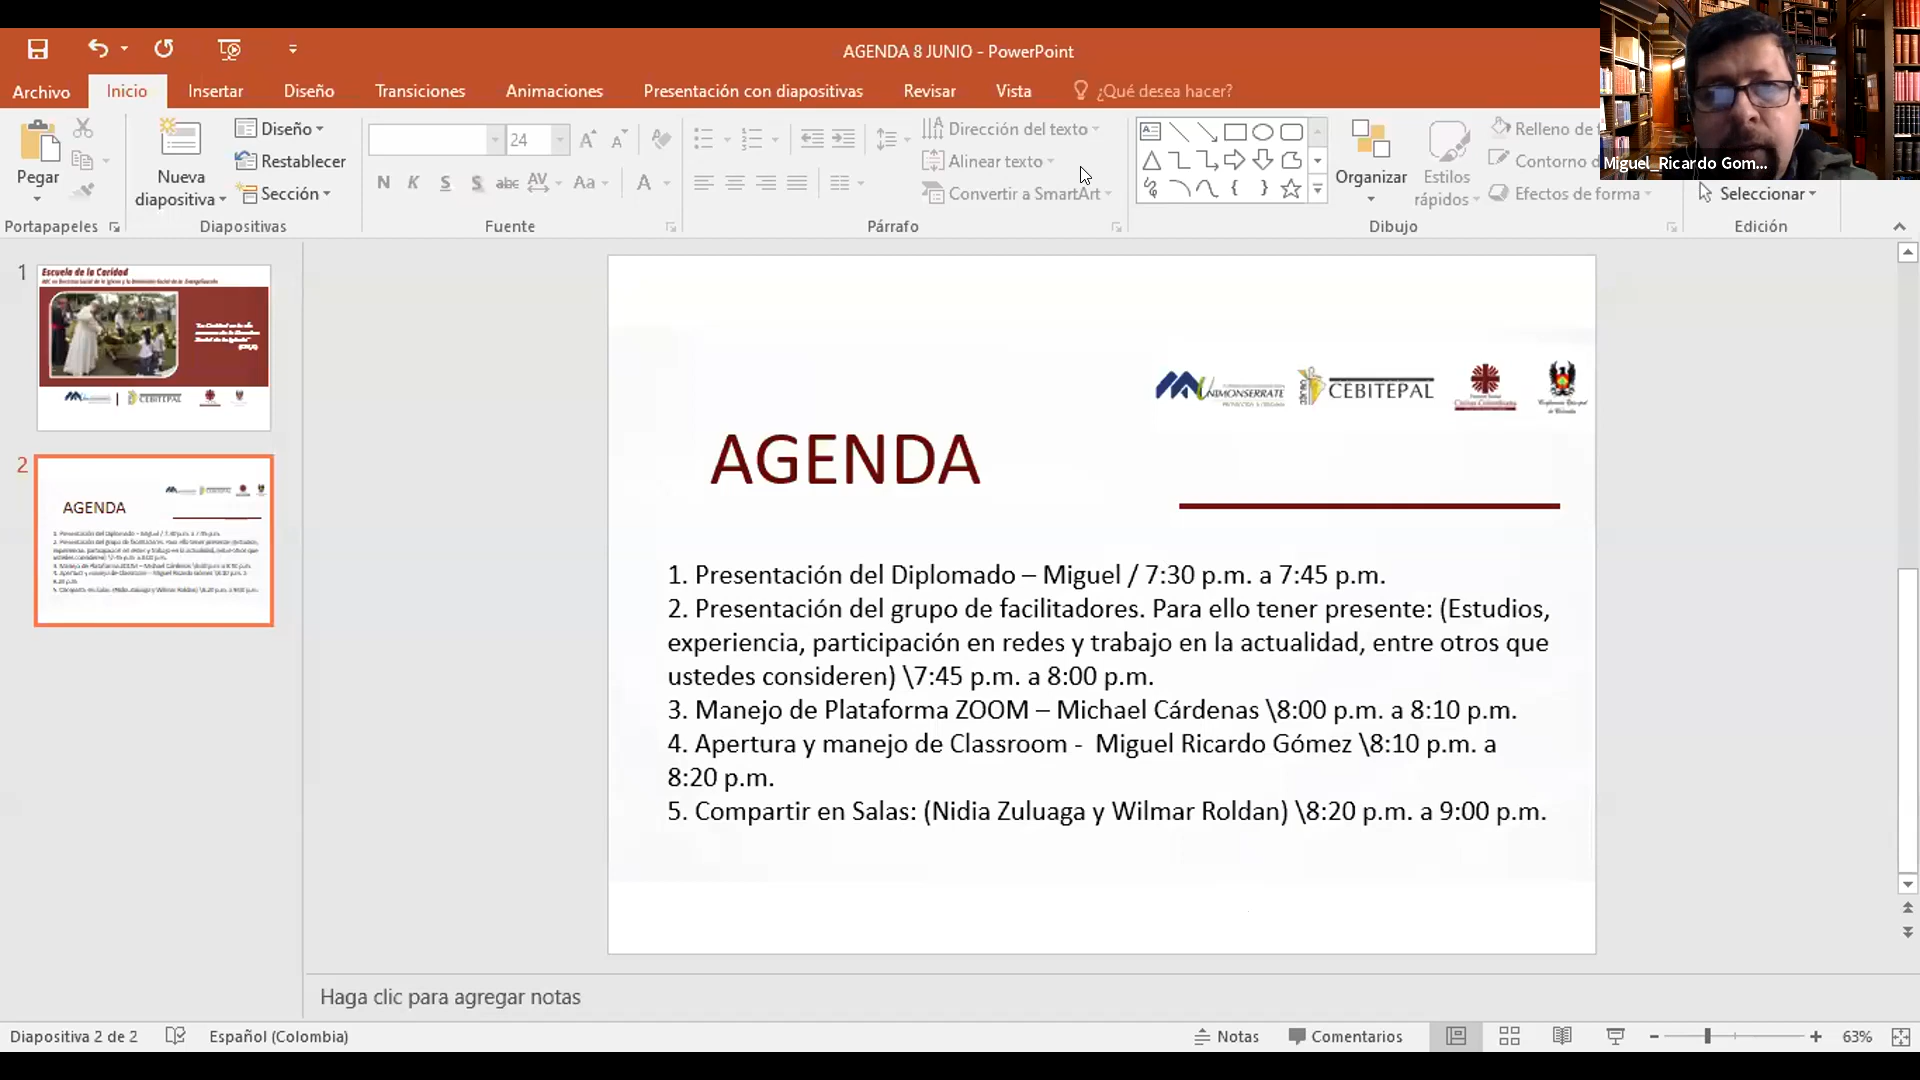 AGENDA 8 JUNIO - PowerPoint
Archivo
Inicio
Insertar
Diseño
Transiciones
Animaciones
Presentación con diapositivas
Revisar
Vista
¿Qué desea hacer?
Miguel_Ricardo Gom...
Pegar
Nueva
diapositiva
Diseño
Restablecer
Sección
24
N K S S abc AV Aa A
Dirección del texto
Alinear texto
Convertir a SmartArt
Organizar
Estilos
rápidos
Relleno de
Contorno d
Efectos de forma
Seleccionar
Portapapeles
Diapositivas
Fuente
Párrafo
Dibujo
Edición
1
Escuela de la Caridad
CEBITEPAL
2
AGENDA
UNIMONSERRATE
CEBITEPAL
AGENDA
1. Presentación del Diplomado – Miguel / 7:30 p.m. a 7:45 p.m.
2. Presentación del grupo de facilitadores. Para ello tener presente: (Estudios,
experiencia, participación en redes y trabajo en la actualidad, entre otros que
ustedes consideren) \7:45 p.m. a 8:00 p.m.
3. Manejo de Plataforma ZOOM – Michael Cárdenas \8:00 p.m. a 8:10 p.m.
4. Apertura y manejo de Classroom - Miguel Ricardo Gómez \8:10 p.m. a
8:20 p.m.
5. Compartir en Salas: (Nidia Zuluaga y Wilmar Roldan) \8:20 p.m. a 9:00 p.m.
Haga clic para agregar notas
Diapositiva 2 de 2
Español (Colombia)
Notas
Comentarios
63%